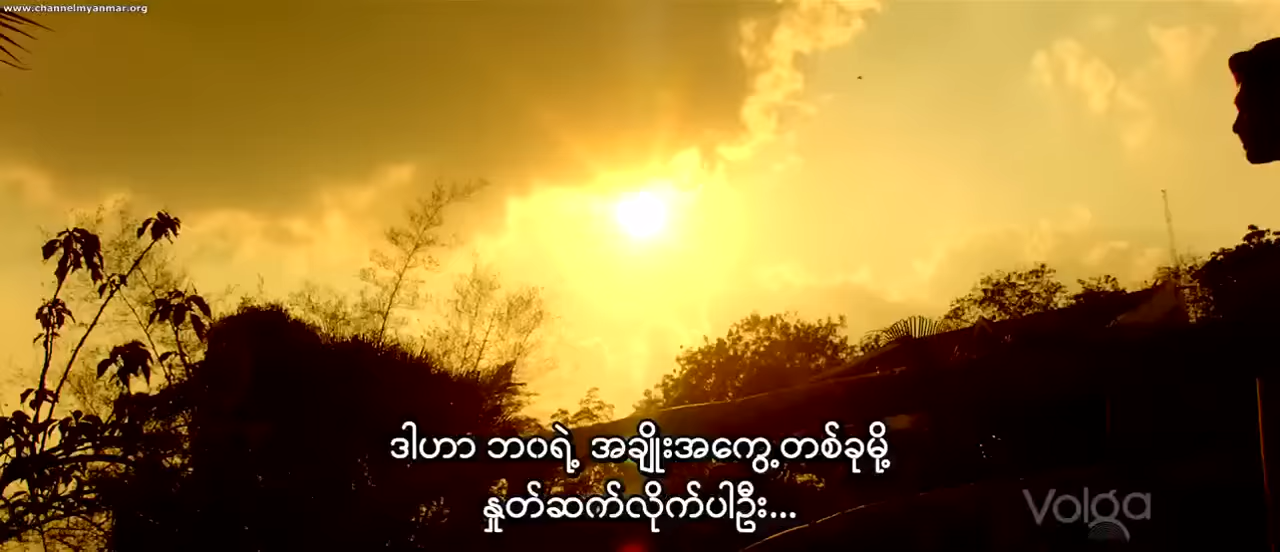 www.channelmyanmar.org
ဒါဟာ ဘဝရဲ့ အချိုးအကွေ့တစ်ခုမို့
နှုတ်ဆက်လိုက်ပါဦး...
Volga